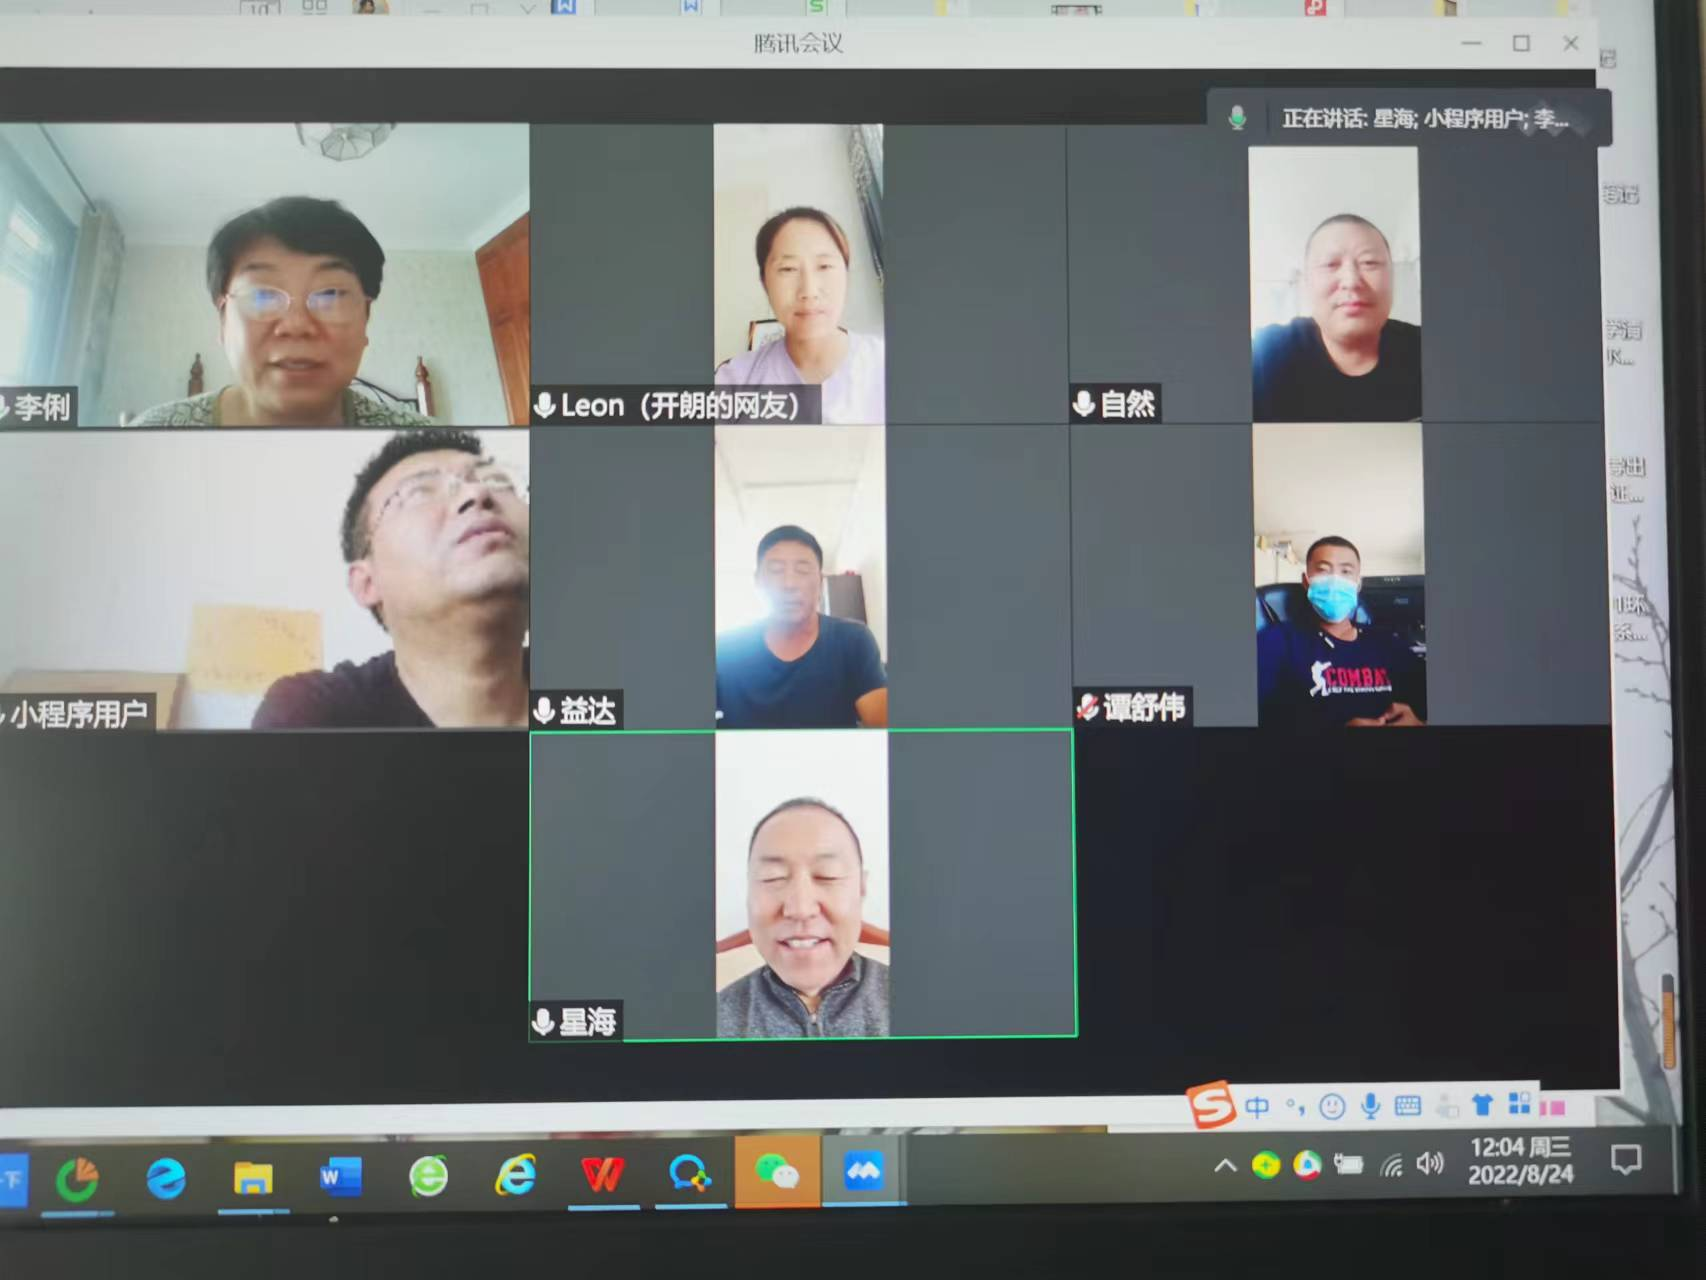 腾讯会议
正在讲话: 星海; 小程序用户; 李...
李俐
Leon（开朗的网友）
自然
小程序用户
益达
谭舒伟
COMBAT
星海
中
12:04 周三
2022/8/24